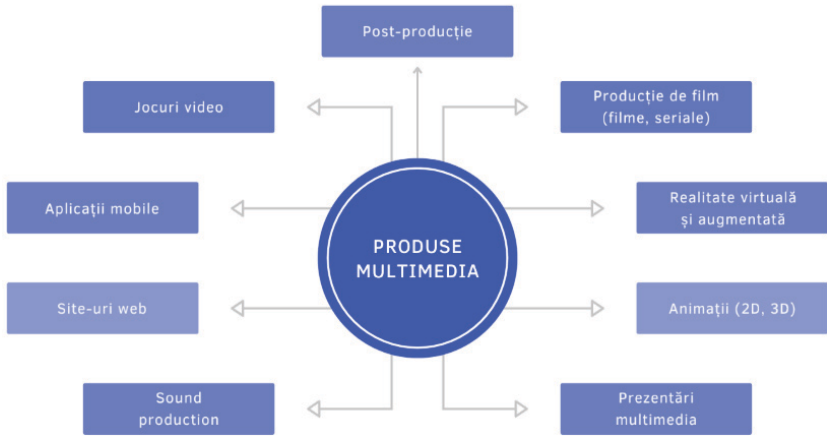 Post-producție
Jocuri video
Producție de film
(filme, seriale)
Aplicații mobile
Realitate virtuală
și augmentată
PRODUSE
MULTIMEDIA
Site-uri web
Animații (2D, 3D)
Sound
production
Prezentări
multimedia